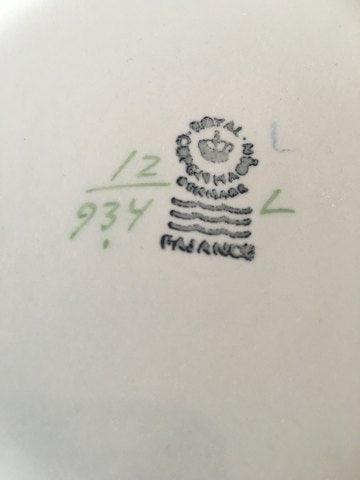 ROYAL
COPENHAGEN
DENMARK
FAJANCE
12
934
L
L